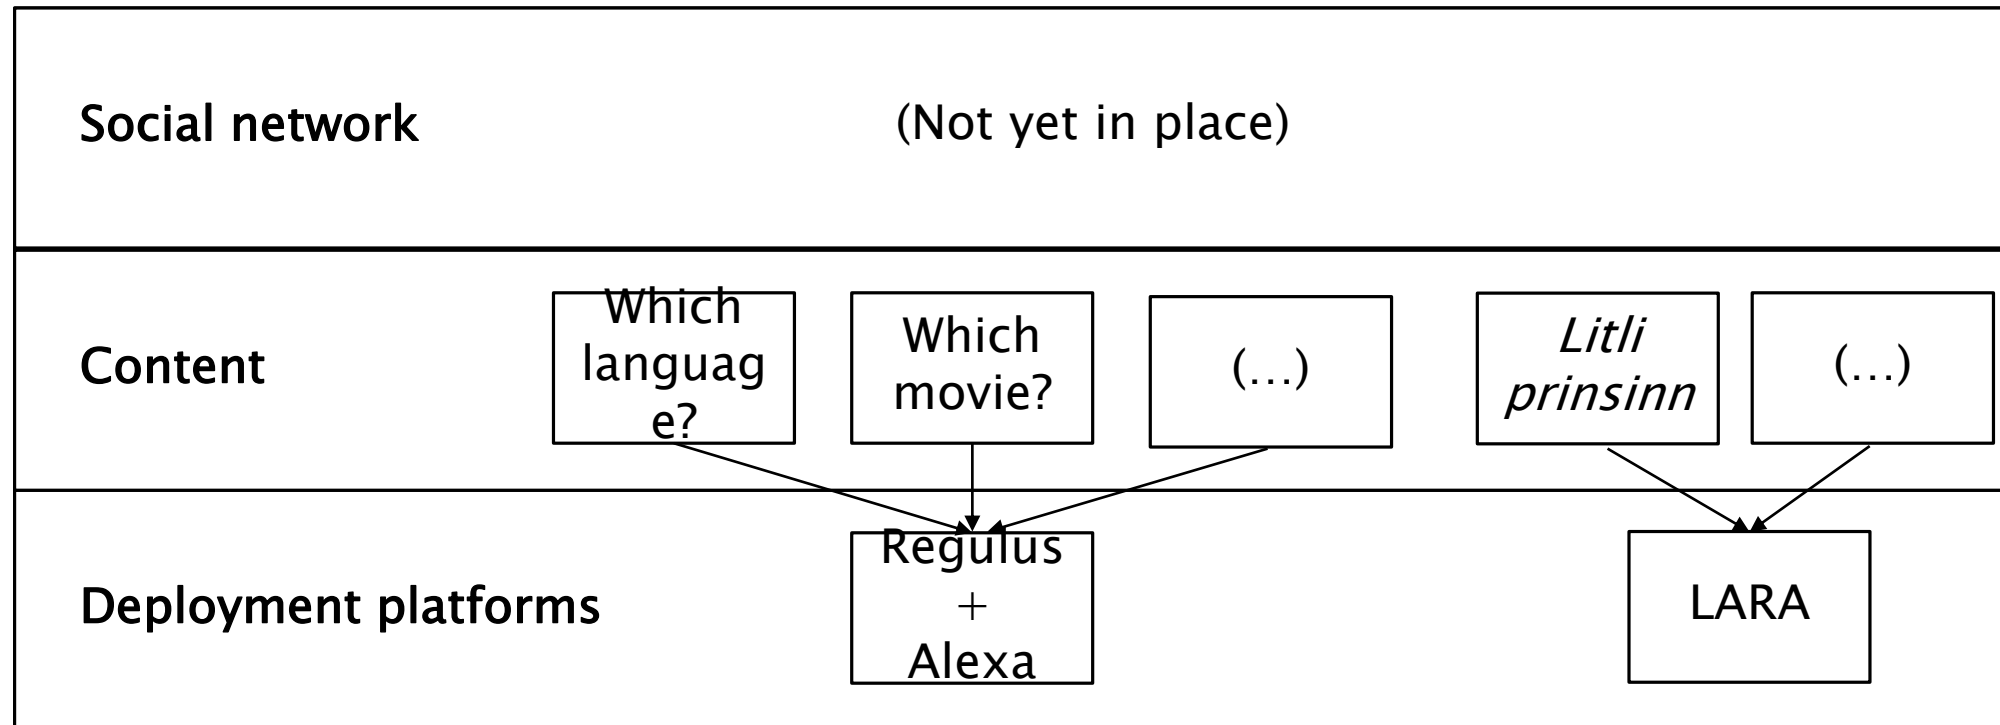 Social network
(Not yet in place)
Content
Which
languag
e?
Which
movie?
(…)
Litli
prinsinn
(…)
Deployment platforms
Regulus
+
Alexa
LARA